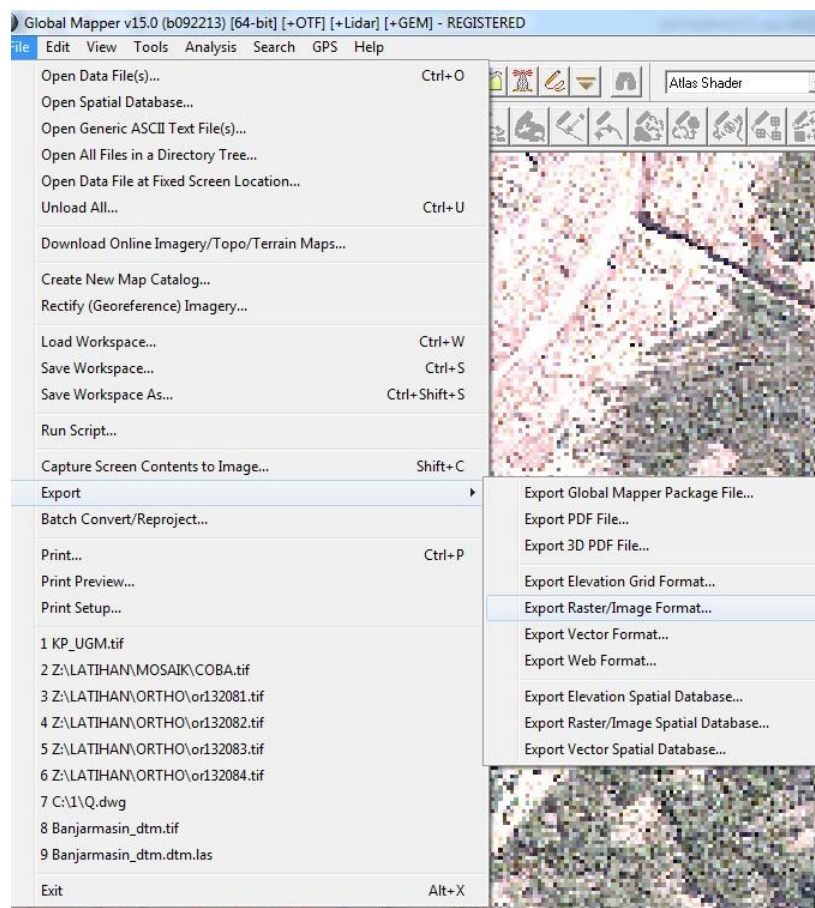 Global Mapper v15.0 (b092213) [64-bit] [+OTF] [+Lidar] [+GEM] - REGISTERED
File Edit View Tools Analysis Search GPS Help
Atlas Shader
Open Data File(s)... Ctrl+O
Open Spatial Database...
Open Generic ASCII Text File(s)...
Open All Files in a Directory Tree...
Open Data File at Fixed Screen Location...
Unload All... Ctrl+U
Download Online Imagery/Topo/Terrain Maps...
Create New Map Catalog...
Rectify (Georeference) Imagery...
Load Workspace... Ctrl+W
Save Workspace... Ctrl+S
Save Workspace As... Ctrl+Shift+S
Run Script...
Capture Screen Contents to Image... Shift+C
Export
Batch Convert/Reproject...
Print... Ctrl+P
Print Preview...
Print Setup...
1 KP_UGM.tif
2 Z:\LATIHAN\MOSAIK\COBA.tif
3 Z:\LATIHAN\ORTHO\or132081.tif
4 Z:\LATIHAN\ORTHO\or132082.tif
5 Z:\LATIHAN\ORTHO\or132083.tif
6 Z:\LATIHAN\ORTHO\or132084.tif
7 C:\1\Q.dwg
8 Banjarmasin_dtm.tif
9 Banjarmasin_dtm.dtm.las
Exit Alt+X
Export Global Mapper Package File...
Export PDF File...
Export 3D PDF File...
Export Elevation Grid Format...
Export Raster/Image Format...
Export Vector Format...
Export Web Format...
Export Elevation Spatial Database...
Export Raster/Image Spatial Database...
Export Vector Spatial Database...